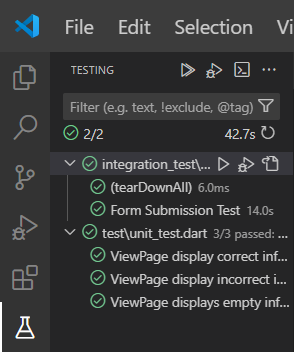 File Edit Selection
TESTING
Filter (e.g. text, !exclude, @tag)
2/2 42.7s
integration_test\...
(tearDownAll) 6.0ms
Form Submission Test 14.0s
test\unit_test.dart 3/3 passed:
ViewPage display correct inf...
ViewPage display incorrect i...
ViewPage displays empty inf...